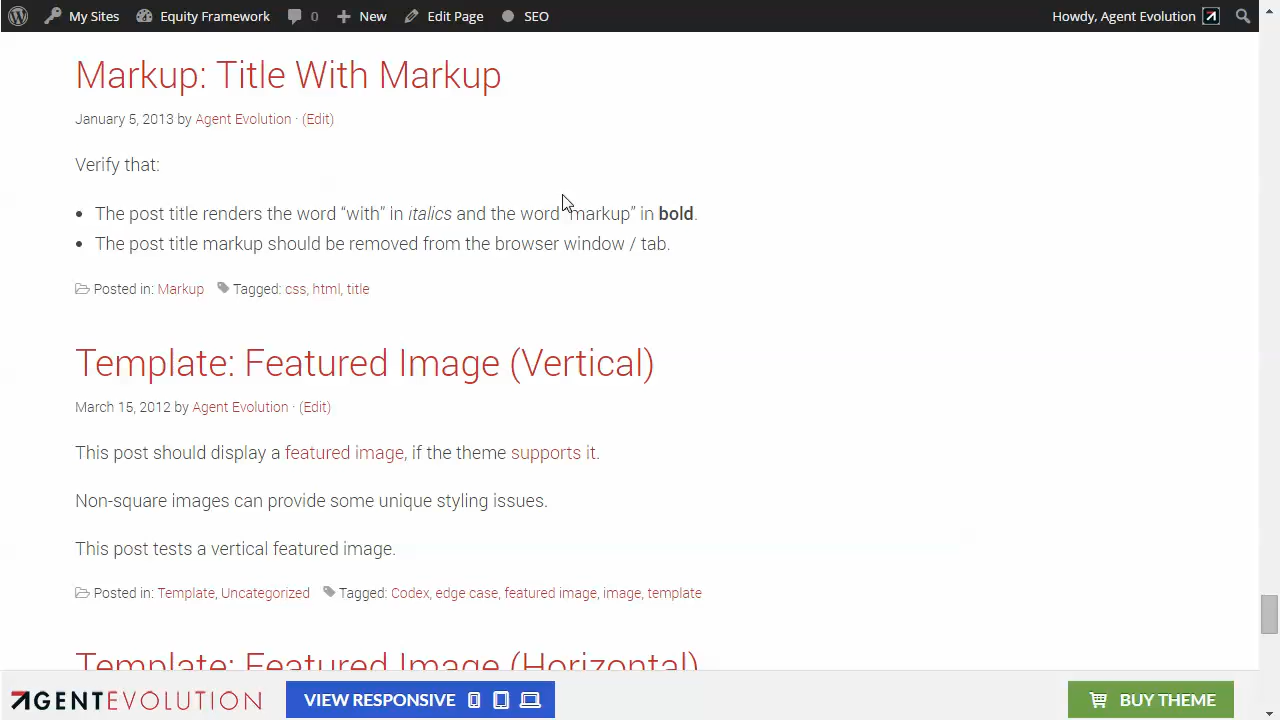 My Sites Equity Framework 0 New Edit Page SEO Howdy, Agent Evolution
Markup: Title With Markup
January 5, 2013 by Agent Evolution · (Edit)
Verify that:
• The post title renders the word “with” in italics and the word “markup” in bold.
• The post title markup should be removed from the browser window / tab.
Posted in: Markup Tagged: css, html, title
Template: Featured Image (Vertical)
March 15, 2012 by Agent Evolution · (Edit)
This post should display a featured image, if the theme supports it.
Non-square images can provide some unique styling issues.
This post tests a vertical featured image.
Posted in: Template, Uncategorized Tagged: Codex, edge case, featured image, image, template
Template: Featured Image (Horizontal)
AGENTEVOLUTION VIEW RESPONSIVE BUY THEME